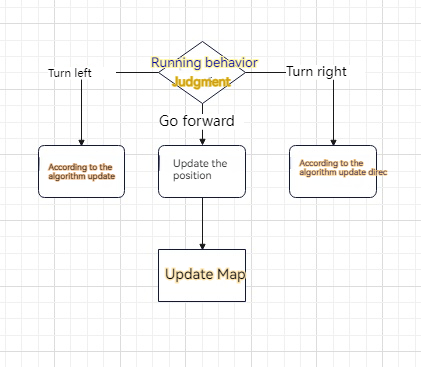 Running behavior
Judgment
Turn left
Turn right
Go forward
According to the
algorithm update
Update the
position
According to the
algorithm update direc
Update Map